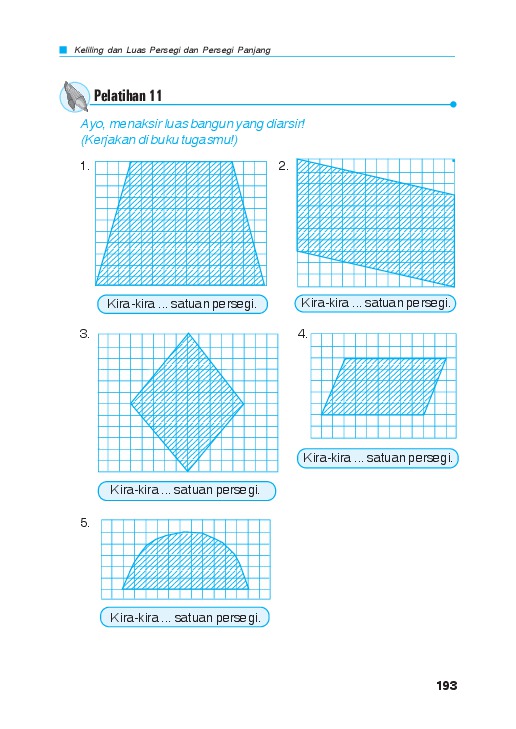 Keliling dan Luas Persegi dan Persegi Panjang
Pelatihan 11
Ayo, menaksir luas bangun yang diarsir!
(Kerjakan di buku tugasmu!)
1.
2.
Kira-kira ... satuan persegi.
Kira-kira ... satuan persegi.
3.
4.
Kira-kira ... satuan persegi.
Kira-kira ... satuan persegi.
5.
Kira-kira ... satuan persegi.
193